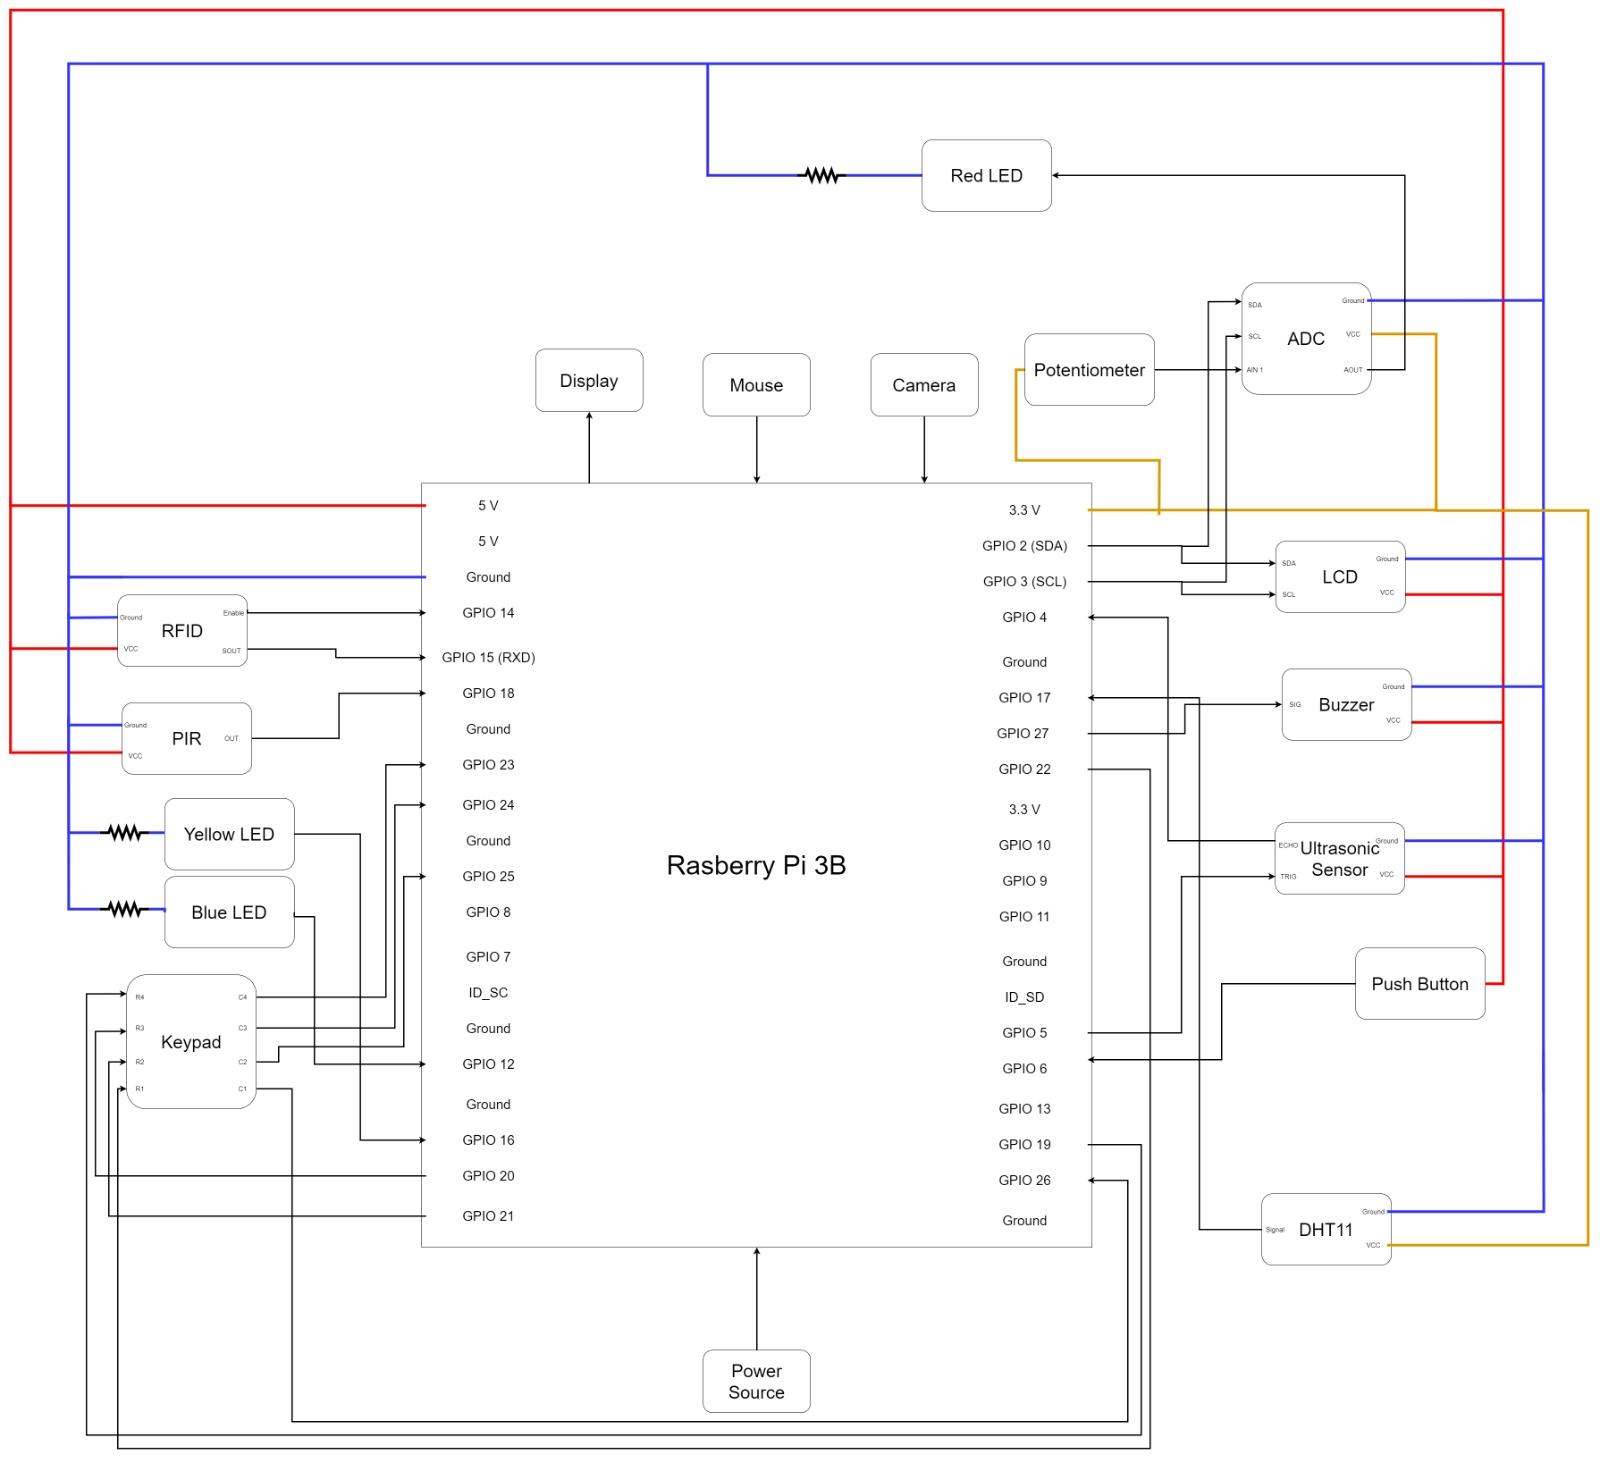 Red LED
SDA
Ground
SCL
ADC
VCC
AIN 1
AOUT
Potentiometer
Display
Mouse
Camera
5 V
5 V
Ground
GPIO 14
GPIO 15 (RXD)
GPIO 18
Ground
GPIO 23
GPIO 24
Ground
GPIO 25
GPIO 8
GPIO 7
ID_SC
Ground
GPIO 12
Ground
GPIO 16
GPIO 20
GPIO 21
Rasberry Pi 3B
3.3 V
GPIO 2 (SDA)
GPIO 3 (SCL)
GPIO 4
Ground
GPIO 17
GPIO 27
GPIO 22
3.3 V
GPIO 10
GPIO 9
GPIO 11
Ground
ID_SD
GPIO 5
GPIO 6
GPIO 13
GPIO 19
GPIO 26
Ground
Ground
Enable
RFID
VCC
SOUT
Ground
PIR
OUT
VCC
Yellow LED
Blue LED
R4
C4
R3
C3
Keypad
R2
C2
R1
C1
SDA
Ground
LCD
SCL
VCC
Ground
SIG
Buzzer
VCC
ECHO
Ground
Ultrasonic
Sensor
TRIG
VCC
Push Button
Ground
Signal
DHT11
VCC
Power
Source